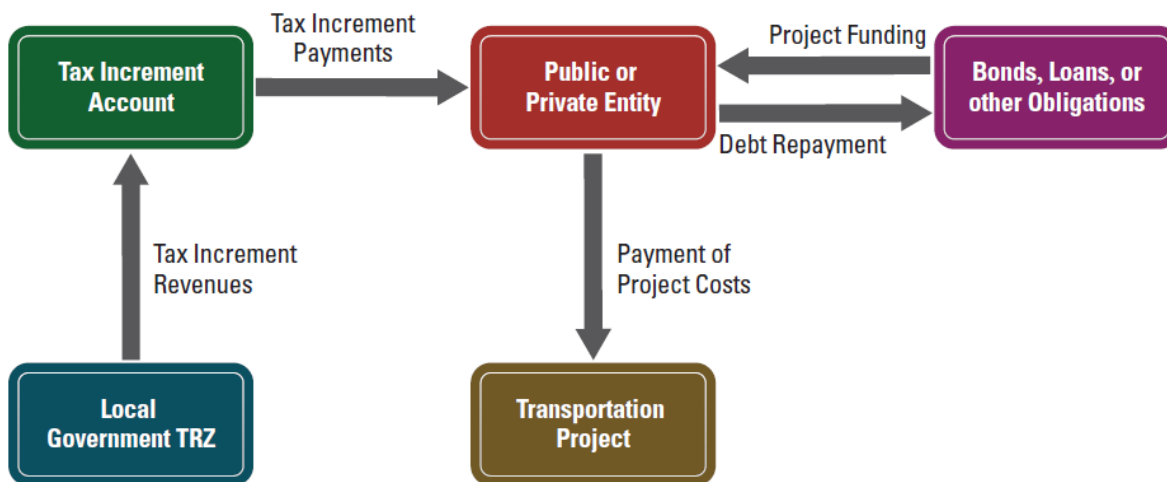 Tax Increment
Payments
Project Funding
Tax Increment
Account
Public or
Private Entity
Bonds, Loans, or
other Obligations
Debt Repayment
Tax Increment
Revenues
Payment of
Project Costs
Local
Government TRZ
Transportation
Project